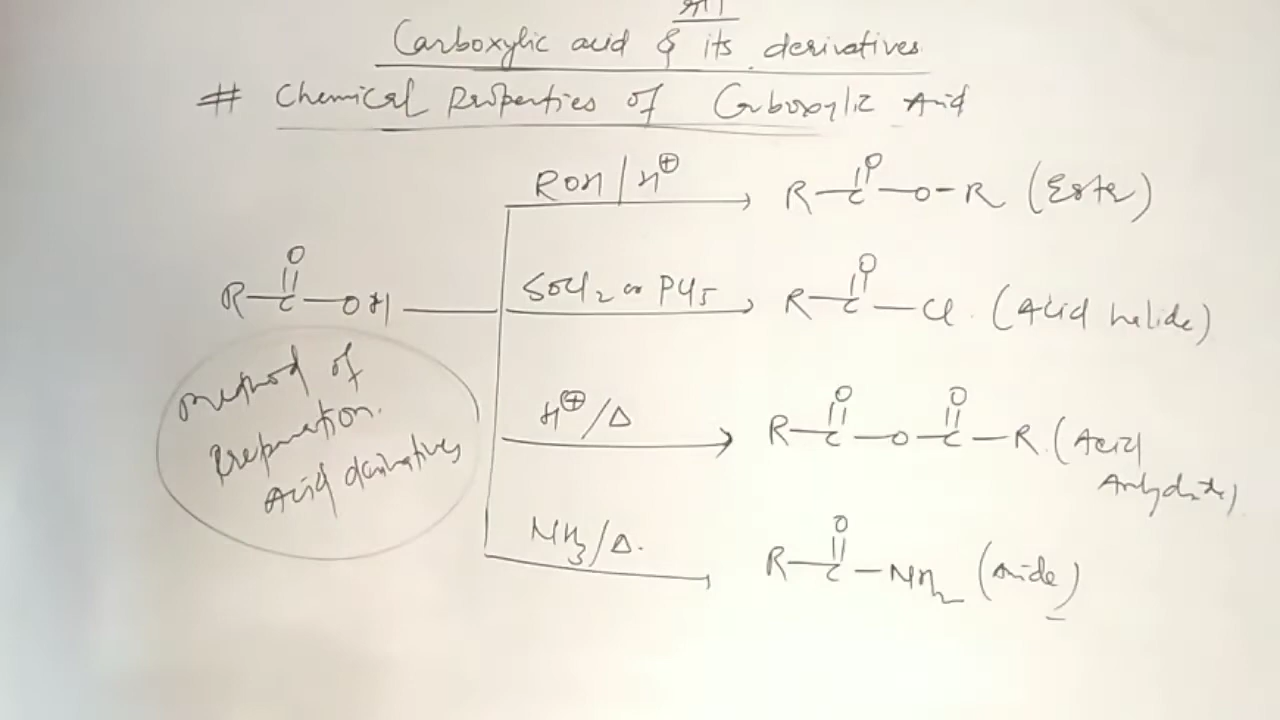 Carboxylic acid & its derivatives
# Chemical Properties of Carboxylic Acid
ROH/H⊕
R-C-O-R (Ester)
O
SOCl2 or PCl5
R-C-Cl. (Acid halide)
O
R-C-OH
O
Method of
Preparation.
Acid derivatives
H⊕/Δ
R-C-O-C-R (Acid
O O
Anhydride)
NH3/Δ.
R-C-NH2 (Amide)
O